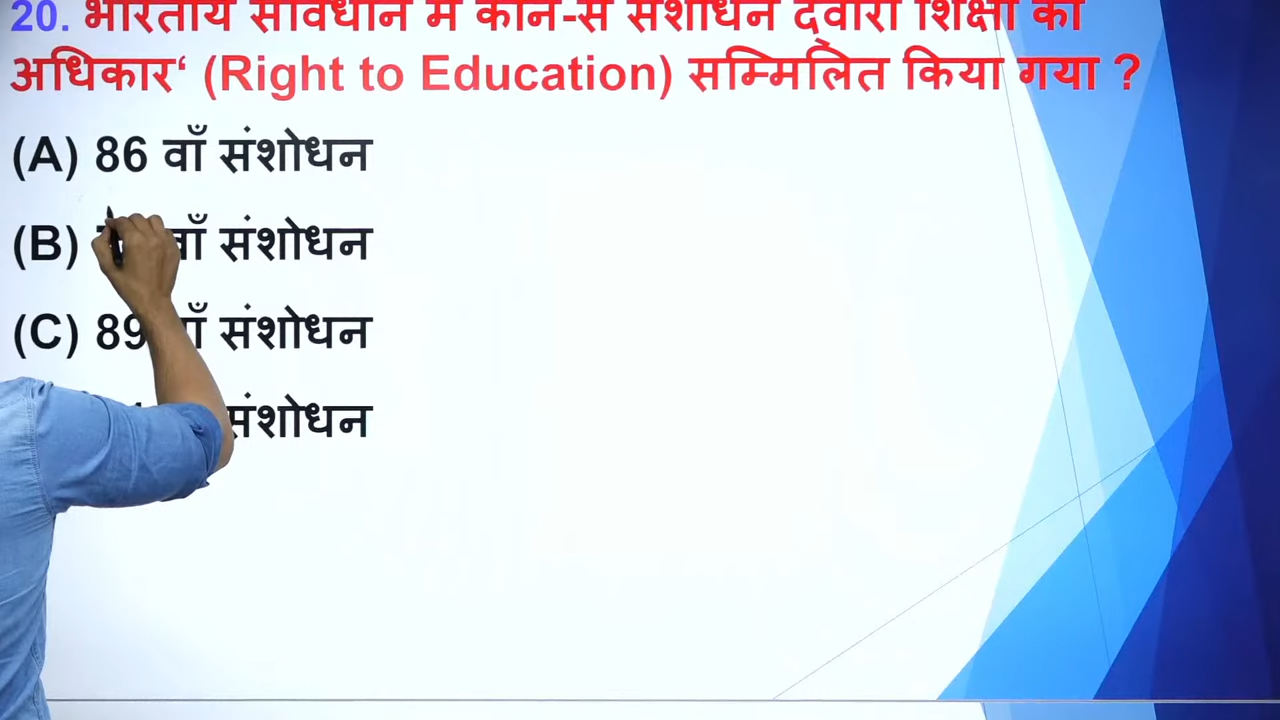 20. भारतीय संविधान में कौन-से संशोधन द्वारा 'शिक्षा का
अधिकार‘ (Right to Education) सम्मिलित किया गया ?
(A) 86 वाँ संशोधन
(B) वाँ संशोधन
(C) 89 वाँ संशोधन
संशोधन